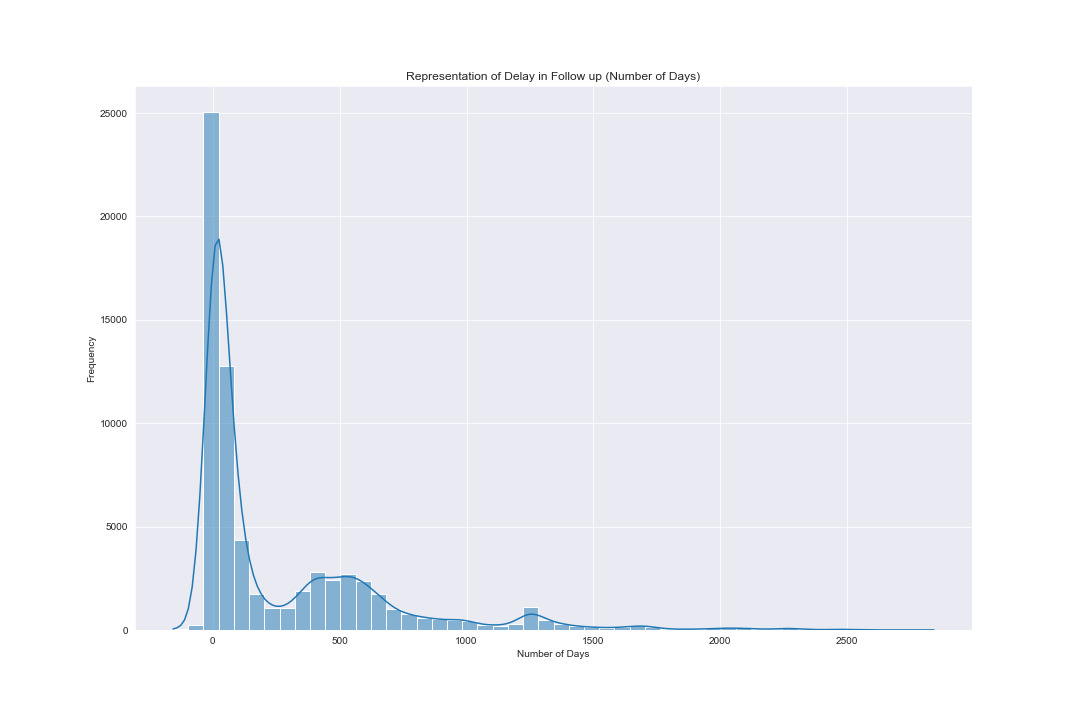 Representation of Delay in Follow up (Number of Days)
25000
20000
15000
10000
5000
0
Frequency
0 500 1000 1500 2000 2500
Number of Days